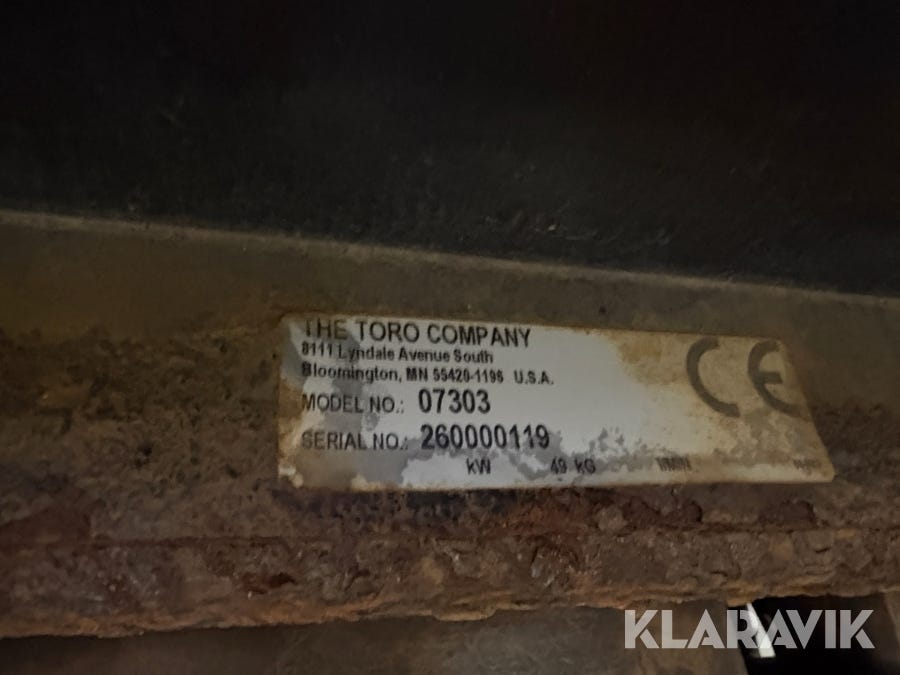 THE TORO COMPANY
8111 Lyndale Avenue South
Bloomington, MN 55420-1196 U.S.A.
MODEL NO.: 07303
SERIAL NO.: 260000119
kW 49 kG
CE
KLARAVIK